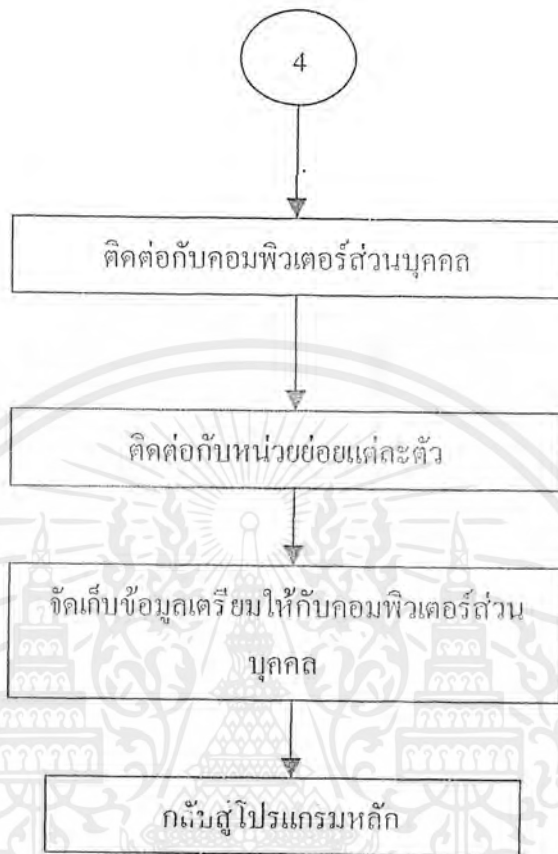 4
ติดต่อกับคอมพิวเตอร์ส่วนบุคคล
ติดต่อกับหน่วยย่อยแต่ละตัว
จัดเก็บข้อมูลเตรียมให้กับคอมพิวเตอร์ส่วน
บุคคล
กลับสู่โปรแกรมหลัก